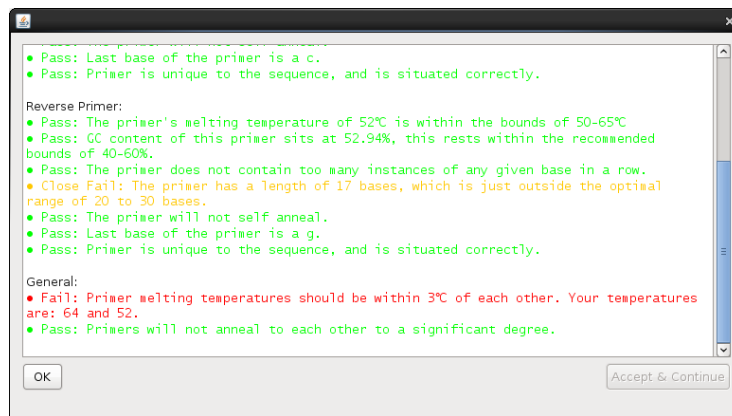 ● Pass: The primer will not self anneal.
● Pass: Last base of the primer is a c.
● Pass: Primer is unique to the sequence, and is situated correctly.
Reverse Primer:
● Pass: The primer's melting temperature of 52℃ is within the bounds of 50-65℃
● Pass: GC content of this primer sits at 52.94%, this rests within the recommended
bounds of 40-60%.
● Pass: The primer does not contain too many instances of any given base in a row.
● Close Fail: The primer has a length of 17 bases, which is just outside the optimal
range of 20 to 30 bases.
● Pass: The primer will not self anneal.
● Pass: Last base of the primer is a g.
● Pass: Primer is unique to the sequence, and is situated correctly.
General:
● Fail: Primer melting temperatures should be within 3℃ of each other. Your temperatures
are: 64 and 52.
● Pass: Primers will not anneal to each other to a significant degree.
OK
Accept & Continue